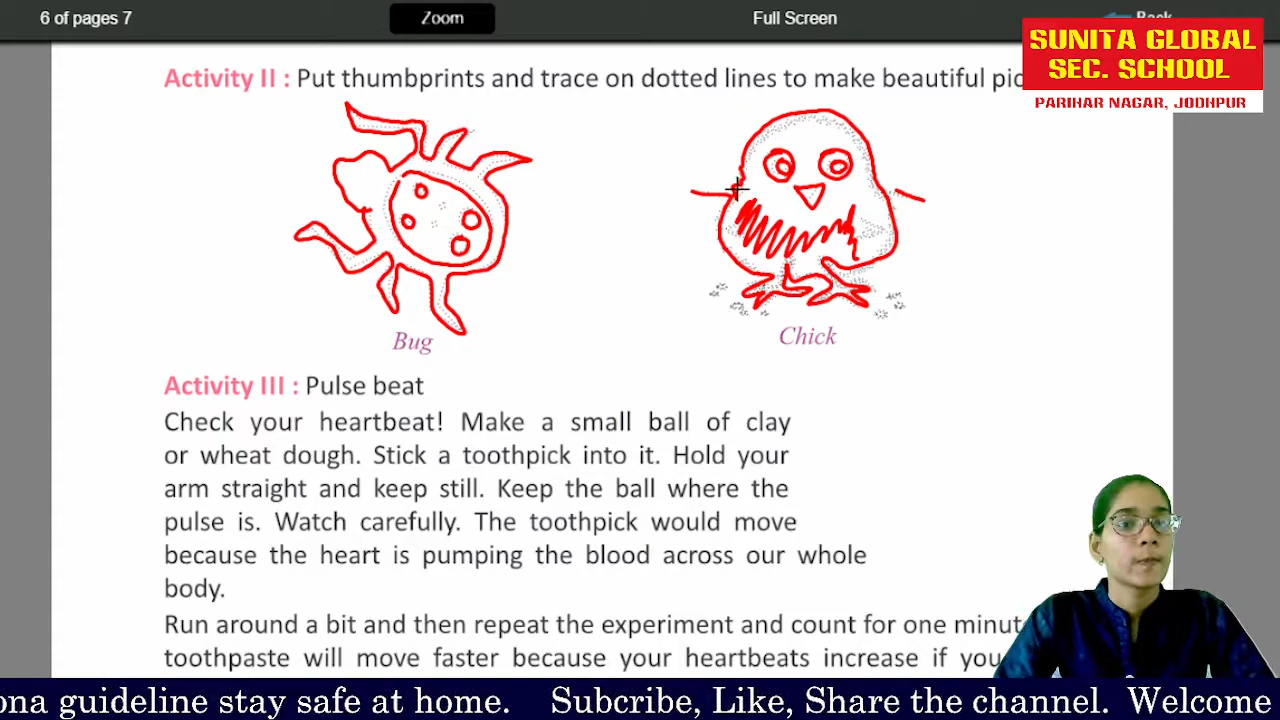 6 of pages 7
Zoom
Full Screen
Back
SUNITA GLOBAL
SEC. SCHOOL
PARIHAR NAGAR, JODHPUR
Activity II : Put thumbprints and trace on dotted lines to make beautiful
Bug
Chick
Activity III : Pulse beat
Check your heartbeat! Make a small ball of clay
or wheat dough. Stick a toothpick into it. Hold your
arm straight and keep still. Keep the ball where the
pulse is. Watch carefully. The toothpick would move
because the heart is pumping the blood across our whole
body.
Run around a bit and then repeat the experiment and count for one
toothpaste will move faster because your heartbeats increase if
guideline stay safe at home. Subcribe, Like, Share the channel. Welcome